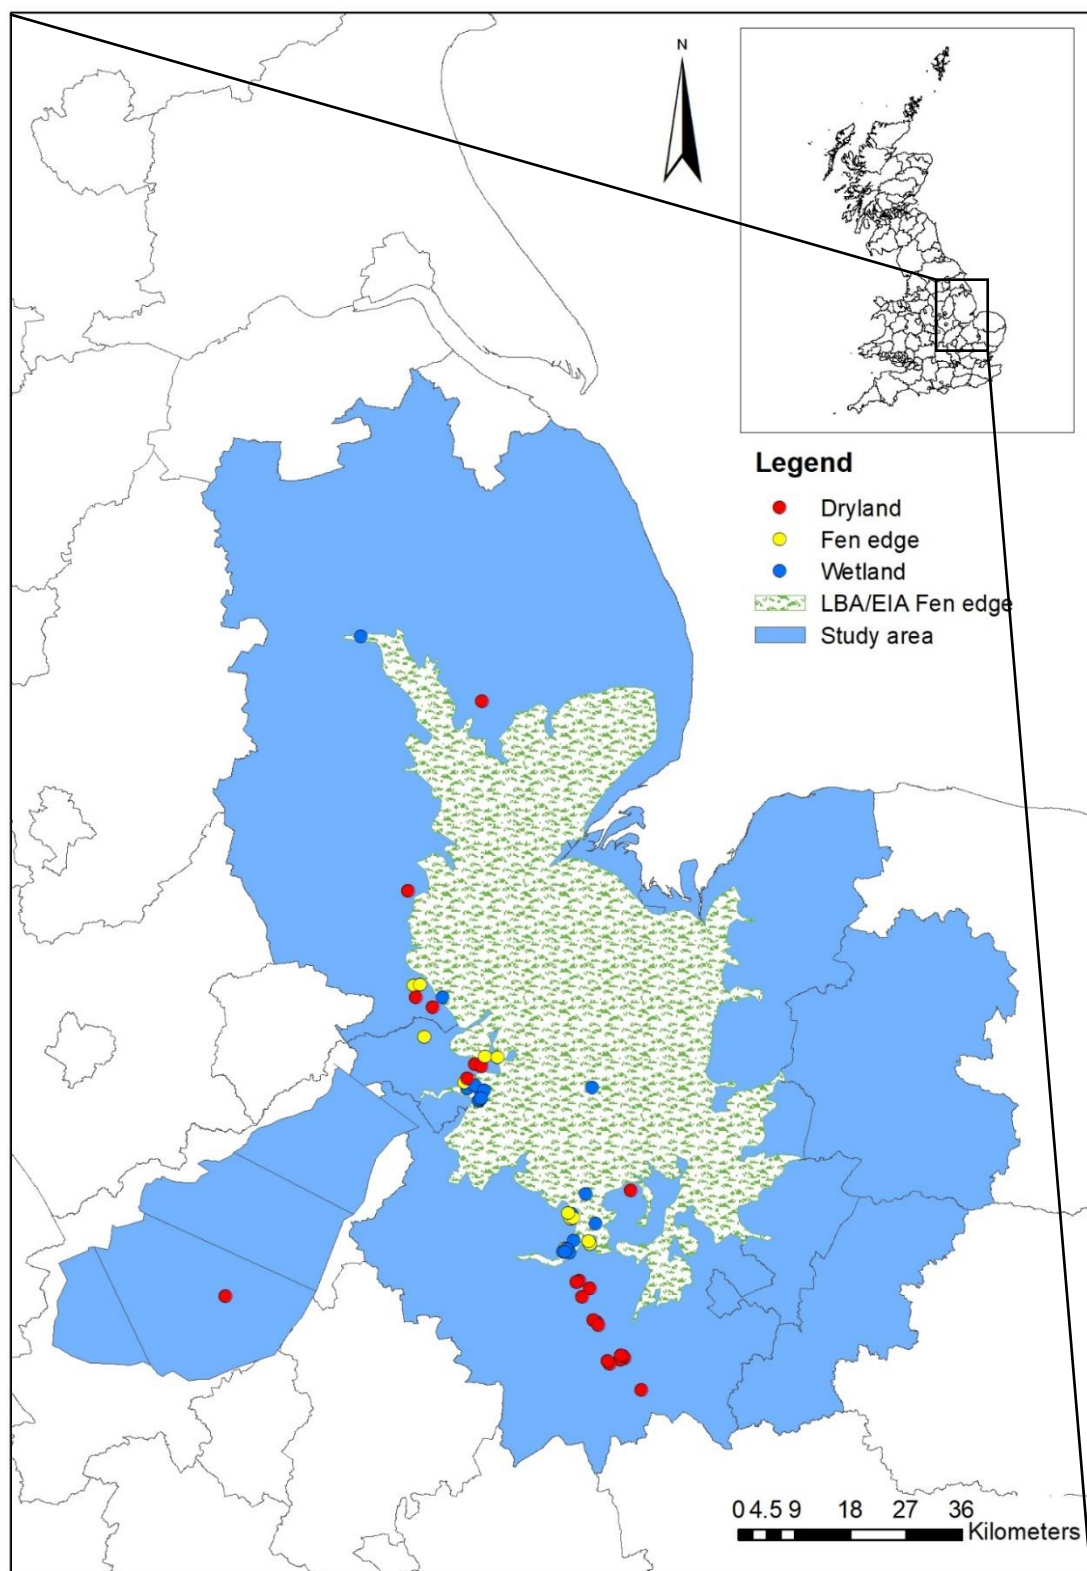 N
Legend
Dryland
Fen edge
Wetland
LBA/EIA Fen edge
Study area
0 4.5 9 18 27 36
Kilometers